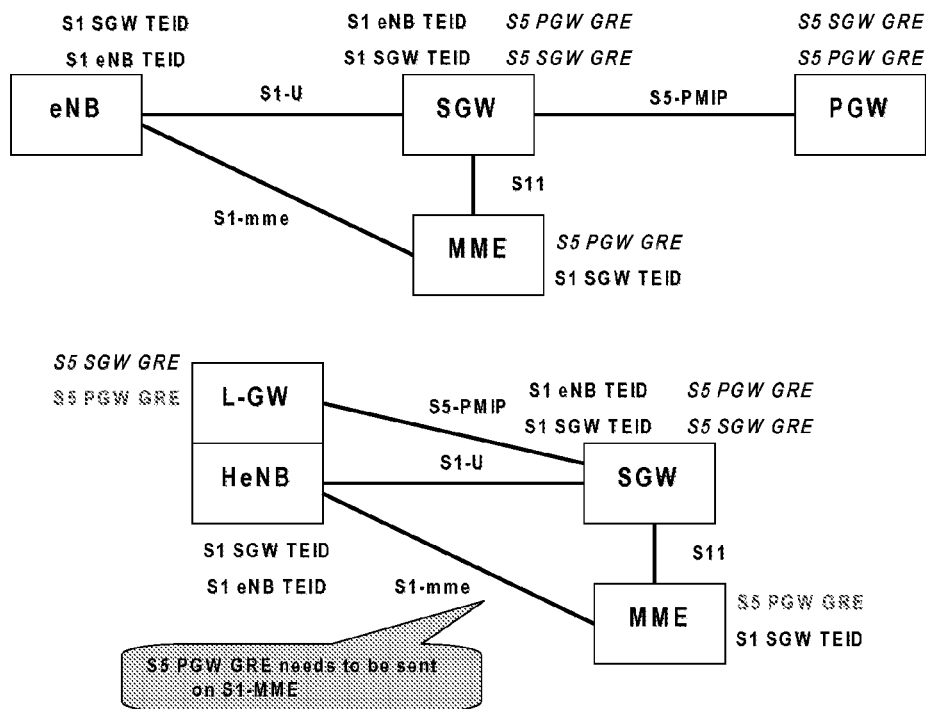 S1 SGW TEID
S1 eNB TEID
S1 eNB TEID S5 PGW GRE
S1 SGW TEID S5 SGW GRE
S5 SGW GRE
S5 PGW GRE
eNB
S1-U
SGW
S5-PMIP
PGW
S11
S1-mme
MME
S5 PGW GRE
S1 SGW TEID
S5 SGW GRE
S5 PGW GRE
L-GW
S5-PMIP
S1 eNB TEID S5 PGW GRE
S1 SGW TEID S5 SGW GRE
HeNB
S1-U
SGW
S1 SGW TEID
S1 eNB TEID
S11
S1-mme
MME
S5 PGW GRE
S1 SGW TEID
S5 PGW GRE needs to be sent
on S1-MME